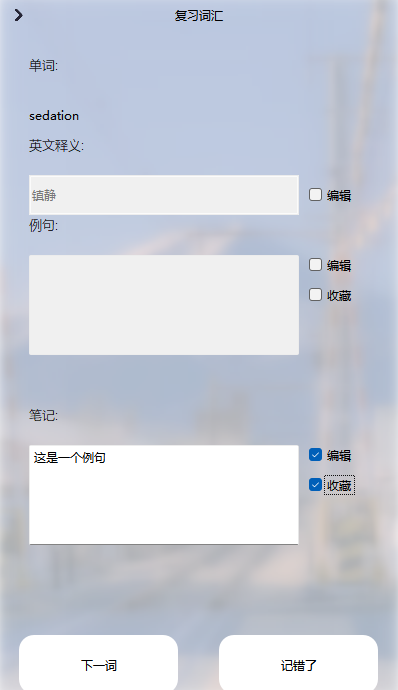 复习词汇
单词:
sedation
英文释义:
镇静
编辑
例句:
编辑
收藏
笔记:
这是一个例句
编辑
收藏
下一词
记错了